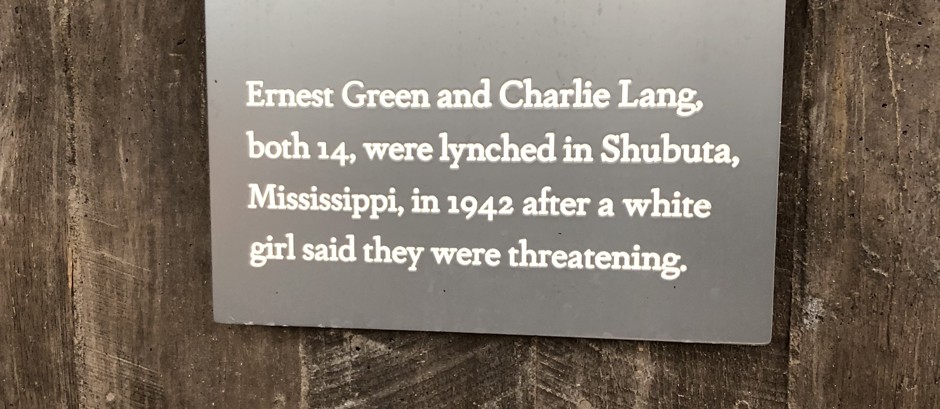 Ernest Green and Charlie Lang,
both 14, were lynched in Shubuta,
Mississippi, in 1942 after a white
girl said they were threatening.